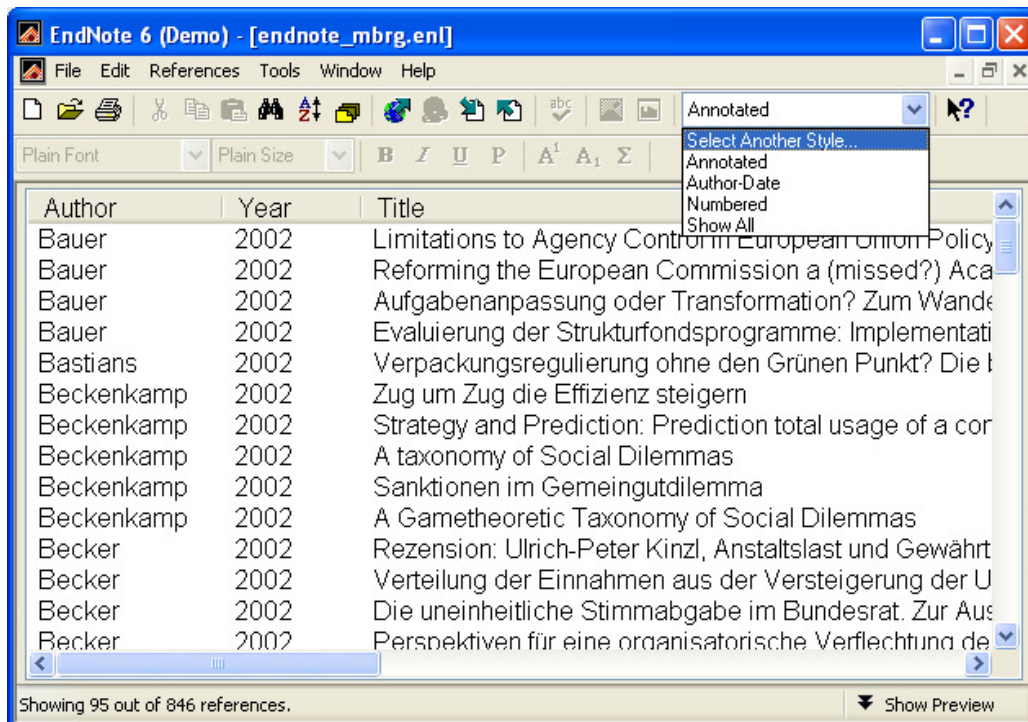 EndNote 6 (Demo) - [endnote_mbrg.enl]
File Edit References Tools Window Help
abc Annotated
Select Another Style...
Plain Font Plain Size B I U P A1 A1 Σ
Annotated
Author-Date
Numbered
Show All
Author Year Title
Bauer 2002 Limitations to Agency Control in European Union Policy
Bauer 2002 Reforming the European Commission a (missed?) Aca
Bauer 2002 Aufgabenanpassung oder Transformation? Zum Wande
Bauer 2002 Evaluierung der Strukturfondsprogramme: Implementati
Bastians 2002 Verpackungsregulierung ohne den Grünen Punkt? Die b
Beckenkamp 2002 Zug um Zug die Effizienz steigern
Beckenkamp 2002 Strategy and Prediction: Prediction total usage of a cor
Beckenkamp 2002 A taxonomy of Social Dilemmas
Beckenkamp 2002 Sanktionen im Gemeingutdilemma
Beckenkamp 2002 A Gametheoretic Taxonomy of Social Dilemmas
Becker 2002 Rezension: Ulrich-Peter Kinzl, Anstaltslast und Gewährt
Becker 2002 Verteilung der Einnahmen aus der Versteigerung der U
Becker 2002 Die uneinheitliche Stimmabgabe im Bundesrat. Zur Aus
Becker 2002 Perspektiven für eine organisatorische Verflechtung de
Showing 95 out of 846 references. Show Preview